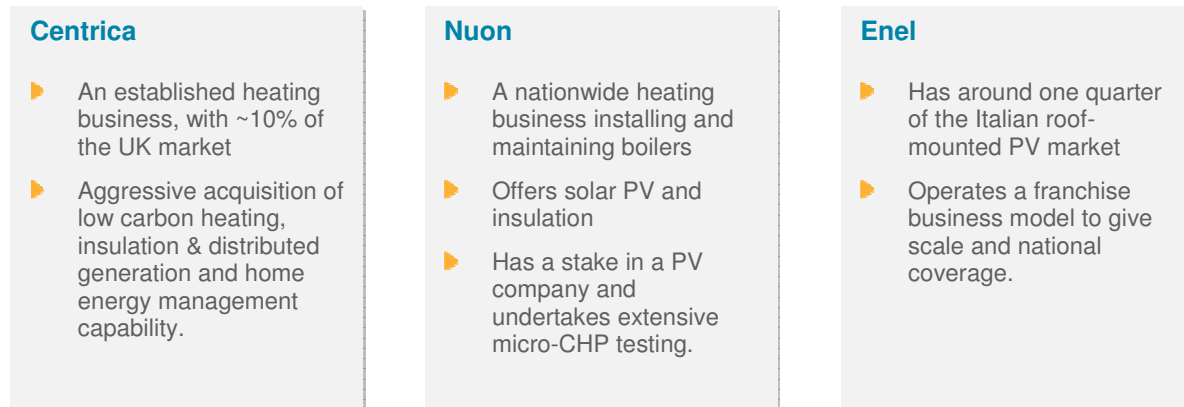 Centrica
An established heating
business, with ~10% of
the UK market
Aggressive acquisition of
low carbon heating,
insulation & distributed
generation and home
energy management
capability.
Nuon
A nationwide heating
business installing and
maintaining boilers
Offers solar PV and
insulation
Has a stake in a PV
company and
undertakes extensive
micro-CHP testing.
Enel
Has around one quarter
of the Italian roof-
mounted PV market
Operates a franchise
business model to give
scale and national
coverage.